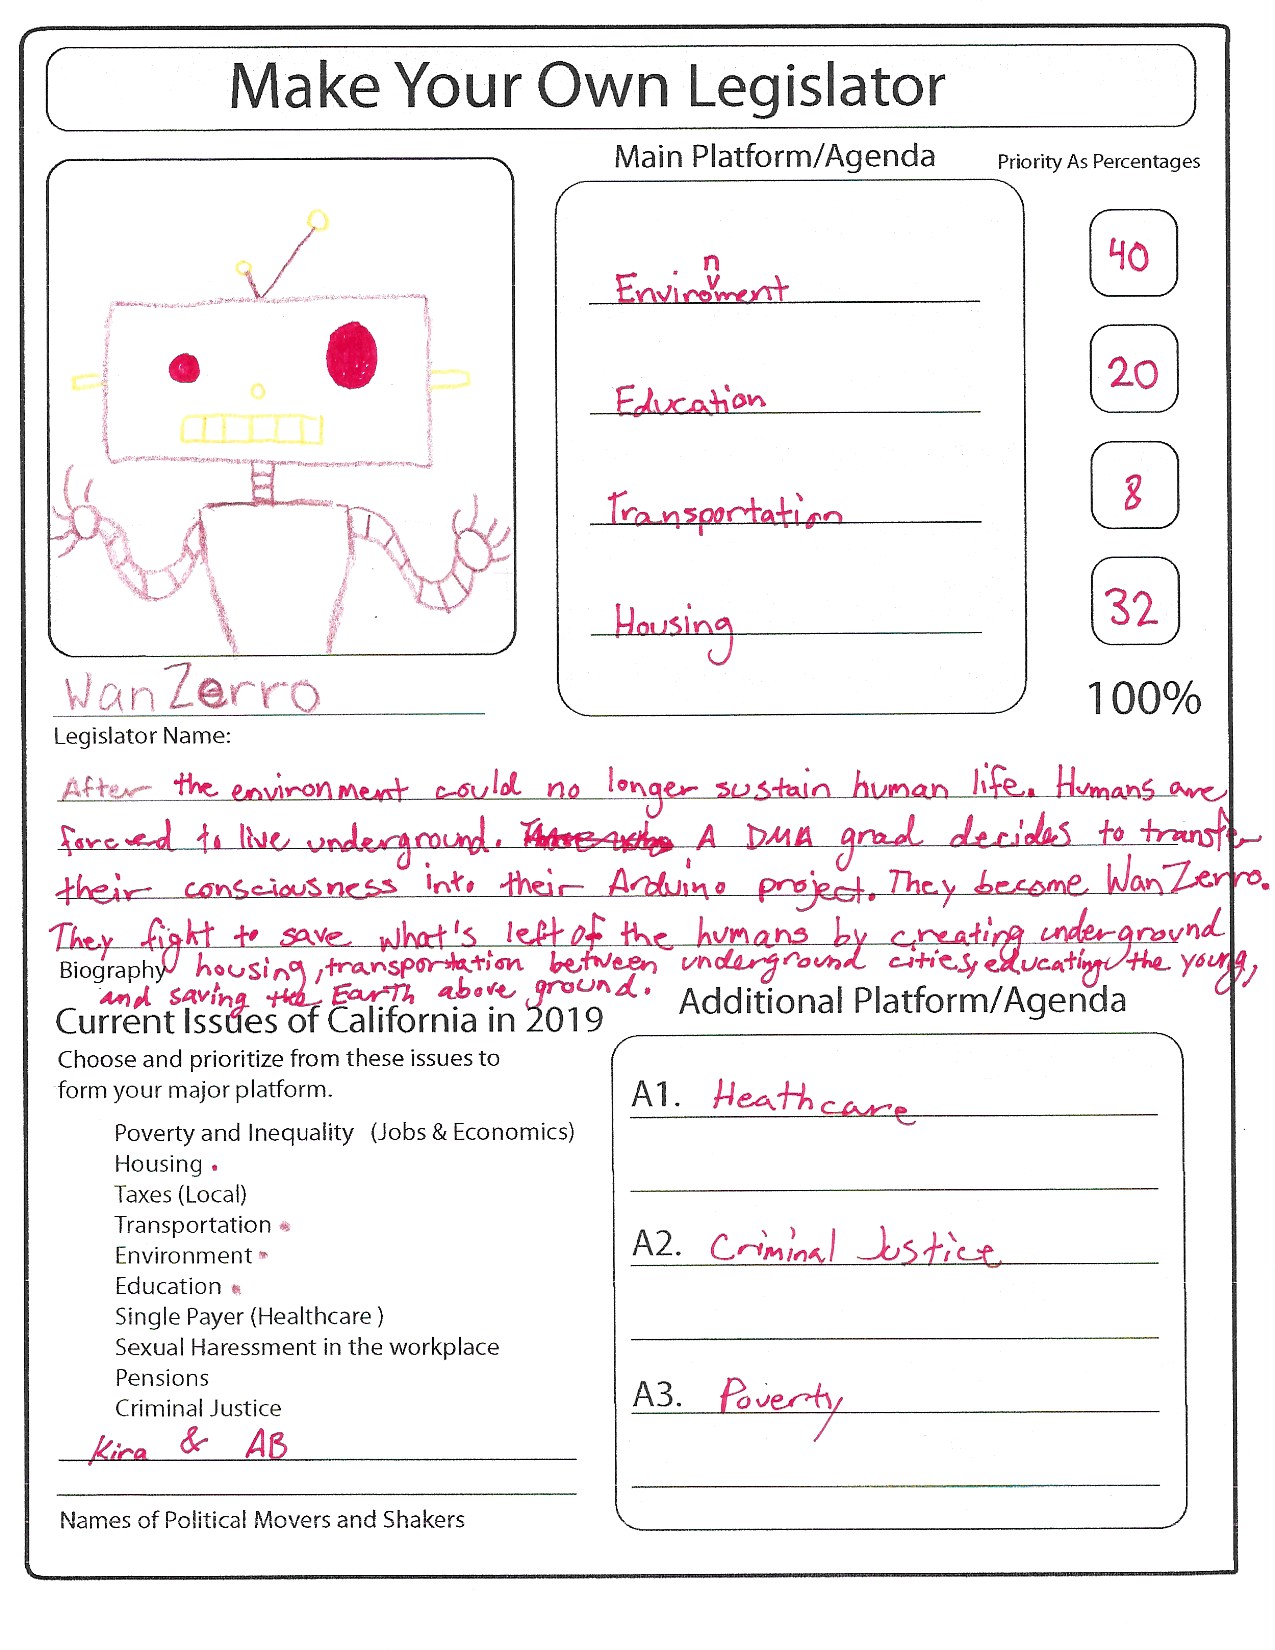 Make Your Own Legislator
Main Platform/Agenda
Priority As Percentages
Enviroment
n
40
Education
20
Transportation
8
Housing
32
100%
WanZerro
Legislator Name:
After the environment could no longer sustain human life. Humans are
forced to live underground. A DMA grad decides to transfer
their consciousness into their Arduino project. They become WanZerro.
They fight to save what's left of the humans by creating underground
Biography housing, transportation between underground cities, educating the young,
and saving the Earth above ground.
Current Issues of California in 2019
Choose and prioritize from these issues to
form your major platform.
Poverty and Inequality (Jobs & Economics)
Housing
Taxes (Local)
Transportation
Environment
Education
Single Payer (Healthcare )
Sexual Haressment in the workplace
Pensions
Criminal Justice
Kira & AB
Names of Political Movers and Shakers
Additional Platform/Agenda
A1. Heathcare
A2. Criminal Justice
A3. Poverty